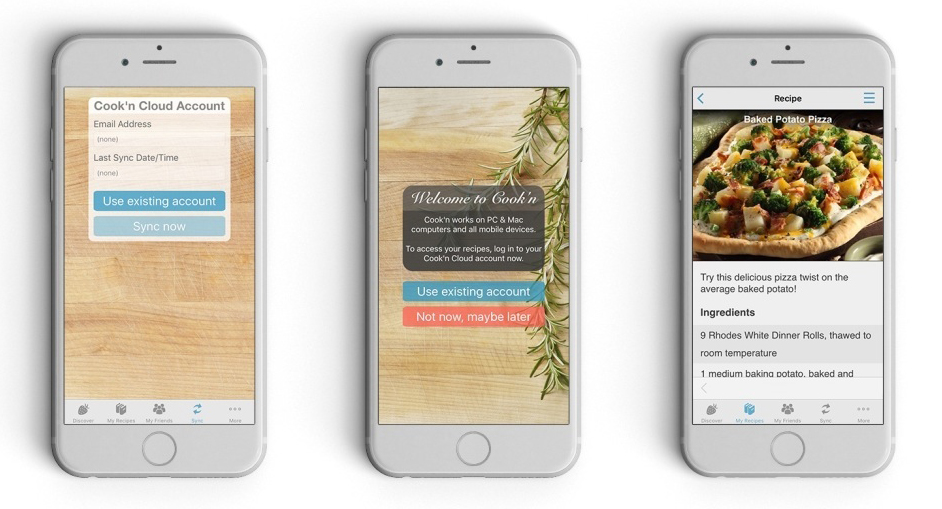 Cook'n Cloud Account
Email Address
(none)
Last Sync Date/Time
(none)
Use existing account
Sync now
Discover
My Recipes
My Friends
Sync
More
Welcome to Cook'n
Cook'n works on PC & Mac
computers and all mobile devices.
To access your recipes, log in to your
Cook'n Cloud account now.
Use existing account
Not now, maybe later
Recipe
Baked Potato Pizza
Try this delicious pizza twist on the
average baked potato!
Ingredients
9 Rhodes White Dinner Rolls, thawed to
room temperature
1 medium baking potato, baked and
Discover
My Recipes
My Friends
Sync
More